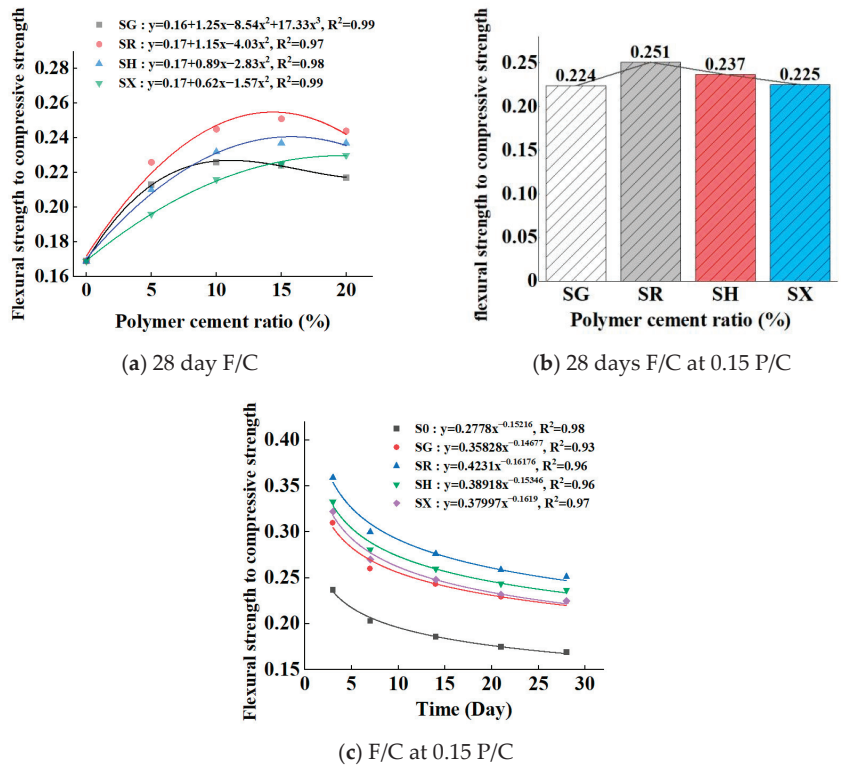 SG : y=0.16+1.25x−8.54x²+17.33x³, R²=0.99
SR : y=0.17+1.15x−4.03x², R²=0.97
SH : y=0.17+0.89x−2.83x², R²=0.98
SX : y=0.17+0.62x−1.57x², R²=0.99
Flexural strength to compressive strength
0.28
0.26
0.24
0.22
0.20
0.18
0.16
0 5 10 15 20
Polymer cement ratio (%)
(a) 28 day F/C
flexural strength to compressive strength
0.25
0.20
0.15
0.10
0.05
0
0.224
0.251
0.237
0.225
SG SR SH SX
Polymer cement ratio (%)
(b) 28 days F/C at 0.15 P/C
Flexural strength to compressive strength
0.40
0.35
0.30
0.25
0.20
0.15
S0 : y=0.2778x⁻⁰·¹⁵²¹⁶, R²=0.98
SG : y=0.35828x⁻⁰·¹⁴⁶⁷⁷, R²=0.93
SR : y=0.4231x⁻⁰·¹⁶¹⁷⁶, R²=0.96
SH : y=0.38918x⁻⁰·¹⁵³⁴⁶, R²=0.96
SX : y=0.37997x⁻⁰·¹⁶¹⁹, R²=0.97
0 5 10 15 20 25 30
Time (Day)
(c) F/C at 0.15 P/C